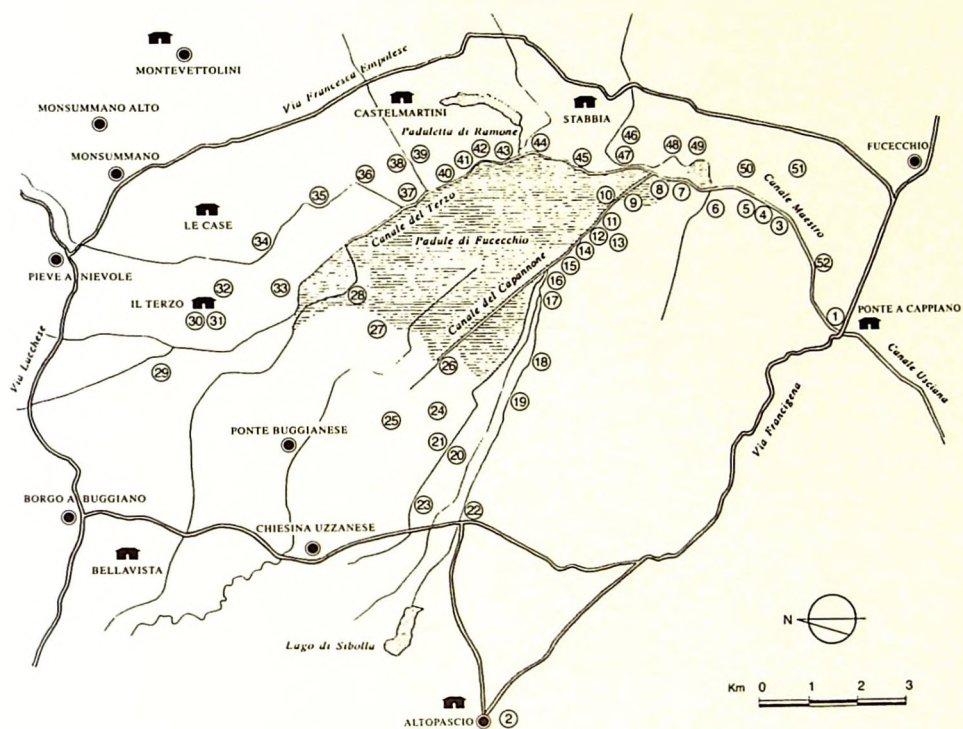 MONTEVETTOLINI
MONSUMMANO ALTO
MONSUMMANO
Via Francesca Empolese
CASTELMARTINI
Paduletta di Ramone
STABBIA
FUCECCHIO
LE CASE
PIEVE A NIEVOLE
IL TERZO
Canale del Terzo
Padule di Fucecchio
Canale del Capannone
Canale Maestro
PONTE A CAPPIANO
Canale Usciana
Via Lucchese
Via Francigena
PONTE BUGGIANESE
BORGO A BUGGIANO
BELLAVISTA
CHIESINA UZZANESE
Lago di Sibolla
ALTOPASCIO
N
Km 0 1 2 3
1
2
3
4
5
6
7
8
9
10
11
12
13
14
15
16
17
18
19
20
21
22
23
24
25
26
27
28
29
30
31
32
33
34
35
36
37
38
39
40
41
42
43
44
45
46
47
48
49
50
51
52